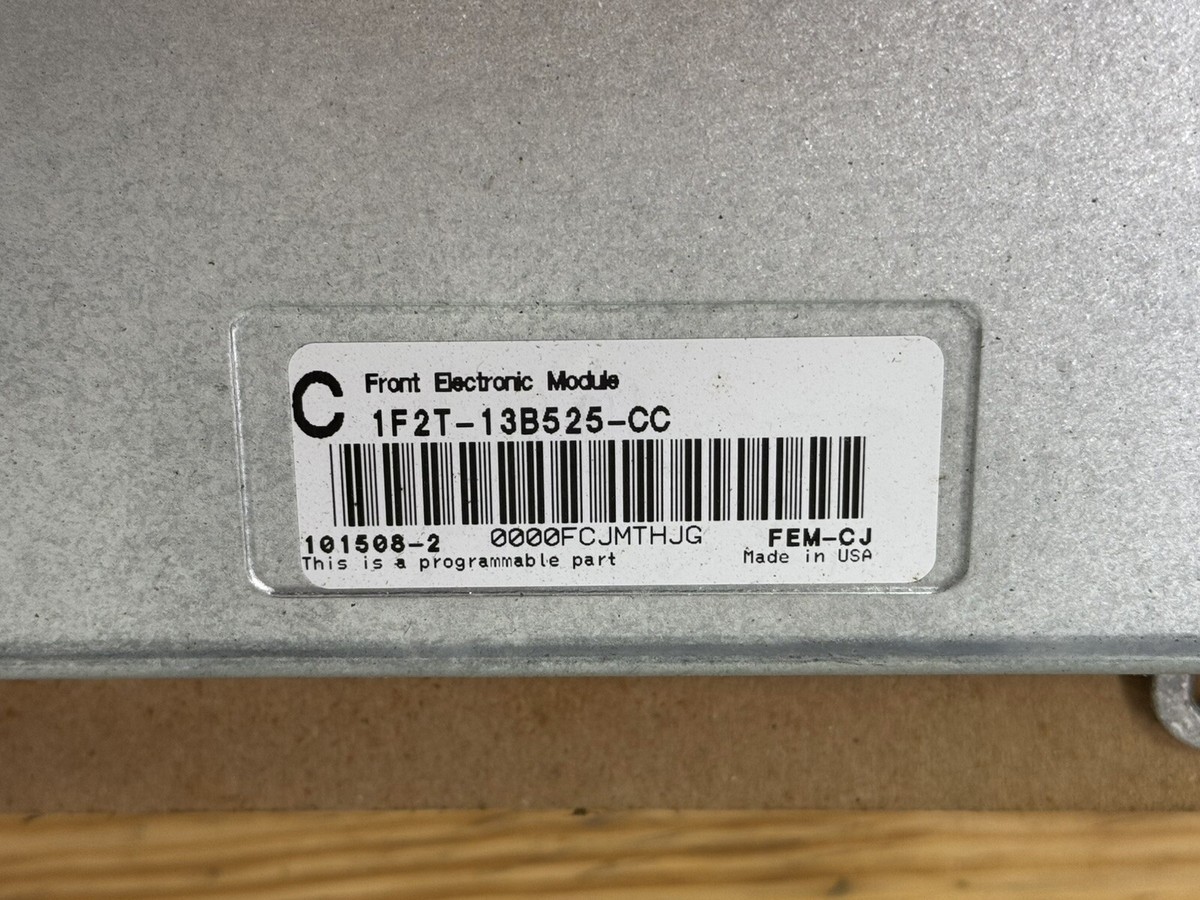 C Front Electronic Module
1F2T-13B525-CC
101508-2 0000FCJMTHJG FEM-CJ
This is a programmable part Made in USA